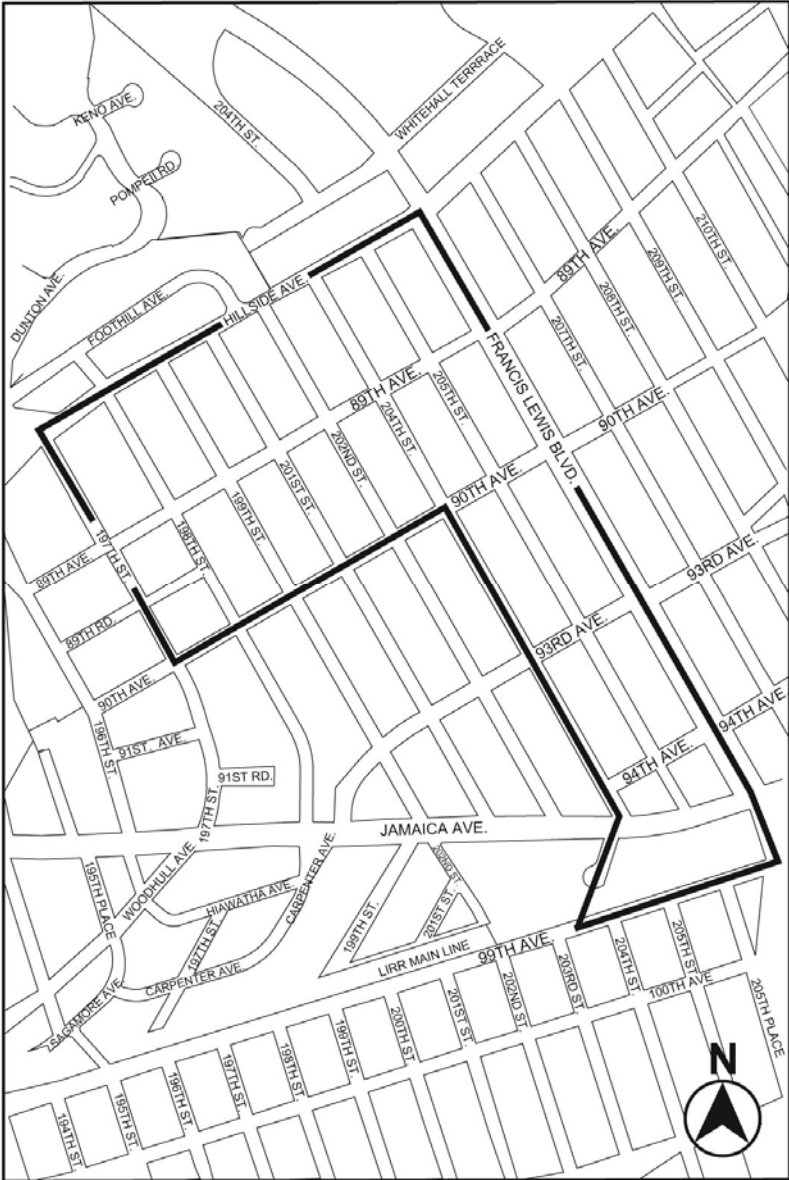 WHITEHALL TERRRACE
KENO AVE.
204TH ST.
POMPEII RD.
DUNTON AVE.
FOOTHILL AVE.
HILLSIDE AVE.
89TH AVE.
210TH ST.
209TH ST.
208TH ST.
207TH ST.
FRANCIS LEWIS BLVD.
89TH AVE.
205TH ST.
204TH ST.
202ND ST.
201ST ST.
199TH ST.
198TH ST.
197TH ST.
90TH AVE.
90TH AVE.
89TH AVE.
89TH RD.
90TH AVE.
93RD AVE.
93RD AVE.
94TH AVE.
94TH AVE.
196TH ST.
91ST. AVE.
91ST RD.
197TH ST.
JAMAICA AVE.
WOODHULL AVE.
195TH PLACE
HIAWATHA AVE.
CARPENTER AVE.
197TH ST.
CARPENTER AVE.
SAGAMORE AVE.
199TH ST.
202ND ST.
201ST ST.
LIRR MAIN LINE
99TH AVE.
205TH ST.
204TH ST.
203RD ST.
202ND ST.
201ST ST.
200TH ST.
199TH ST.
198TH ST.
197TH ST.
196TH ST.
195TH ST.
194TH ST.
100TH AVE
205TH PLACE
N